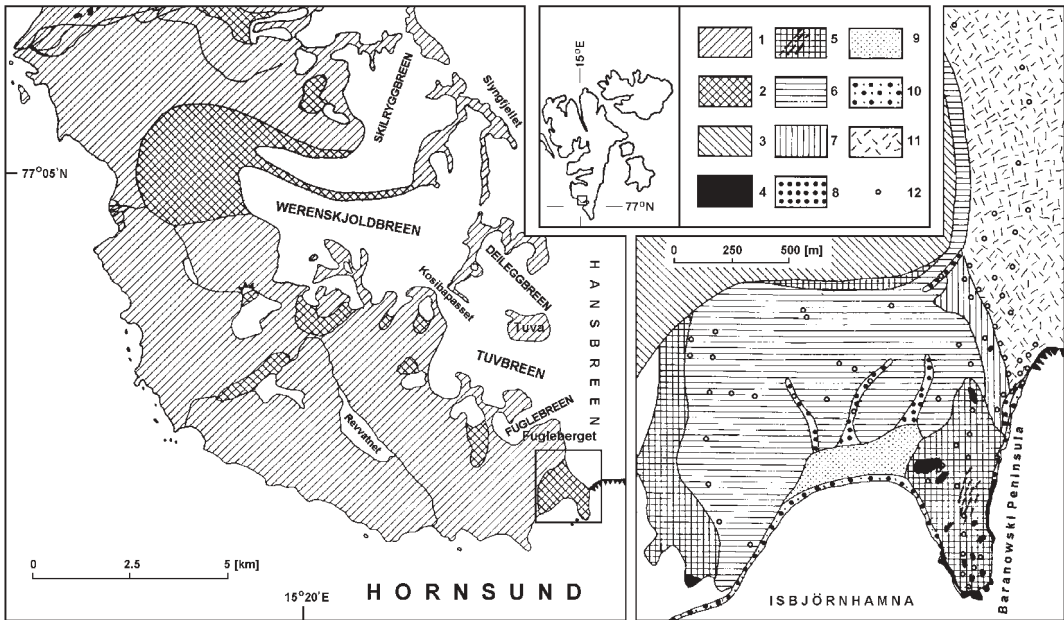 SKILRYGGBREEN
Slyngfjellet
77°05'N
WERENSKJOLDBREEN
DEILEGGBREEN
Kosibapasset
Tuva
HANSBREEN
TUVBREEN
FUGLEBREEN
Fugleberget
Revvatnet
0 2.5 5 [km]
15°20'E
HORNSUND
15°E
77°N
1
2
3
4
5
6
7
8
9
10
11
12
0 250 500 [m]
Baranowski Peninsula
ISBJÖRNHAMNA